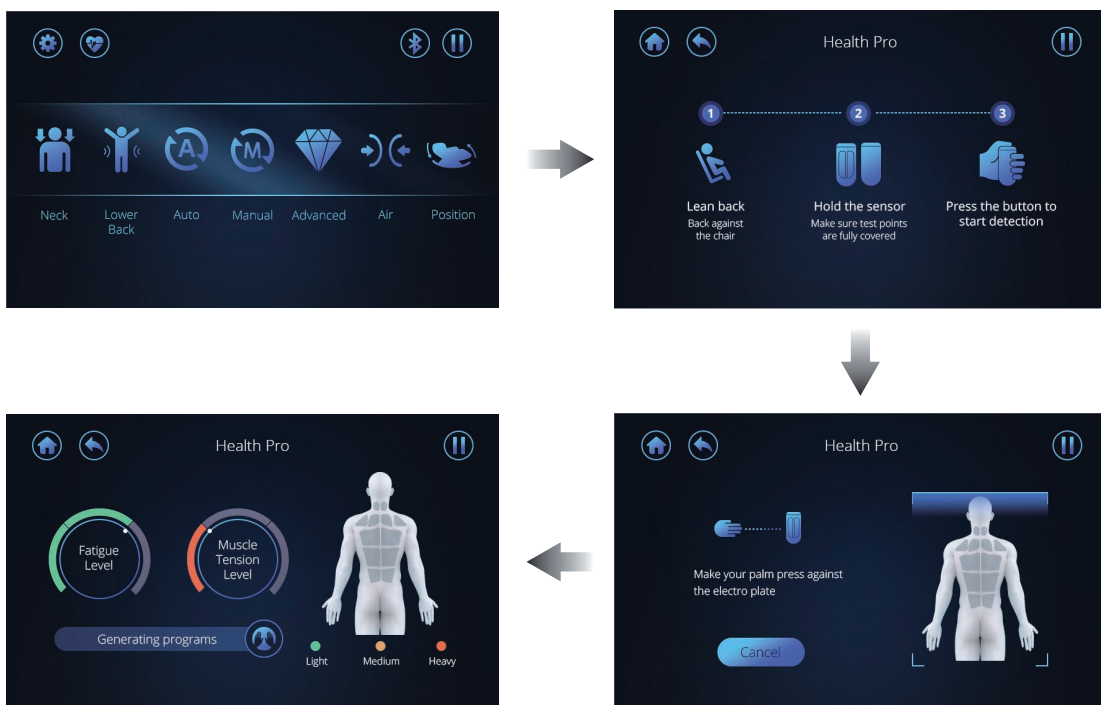 Neck
Lower
Back
Auto
Manual
Advanced
Air
Position
A
M
Health Pro
1
2
3
Lean back
Back against
the chair
Hold the sensor
Make sure test points
are fully covered
Press the button to
start detection
Health Pro
Fatigue
Level
Muscle
Tension
Level
Generating programs
Light
Medium
Heavy
Health Pro
Make your palm press against
the electro plate
Cancel